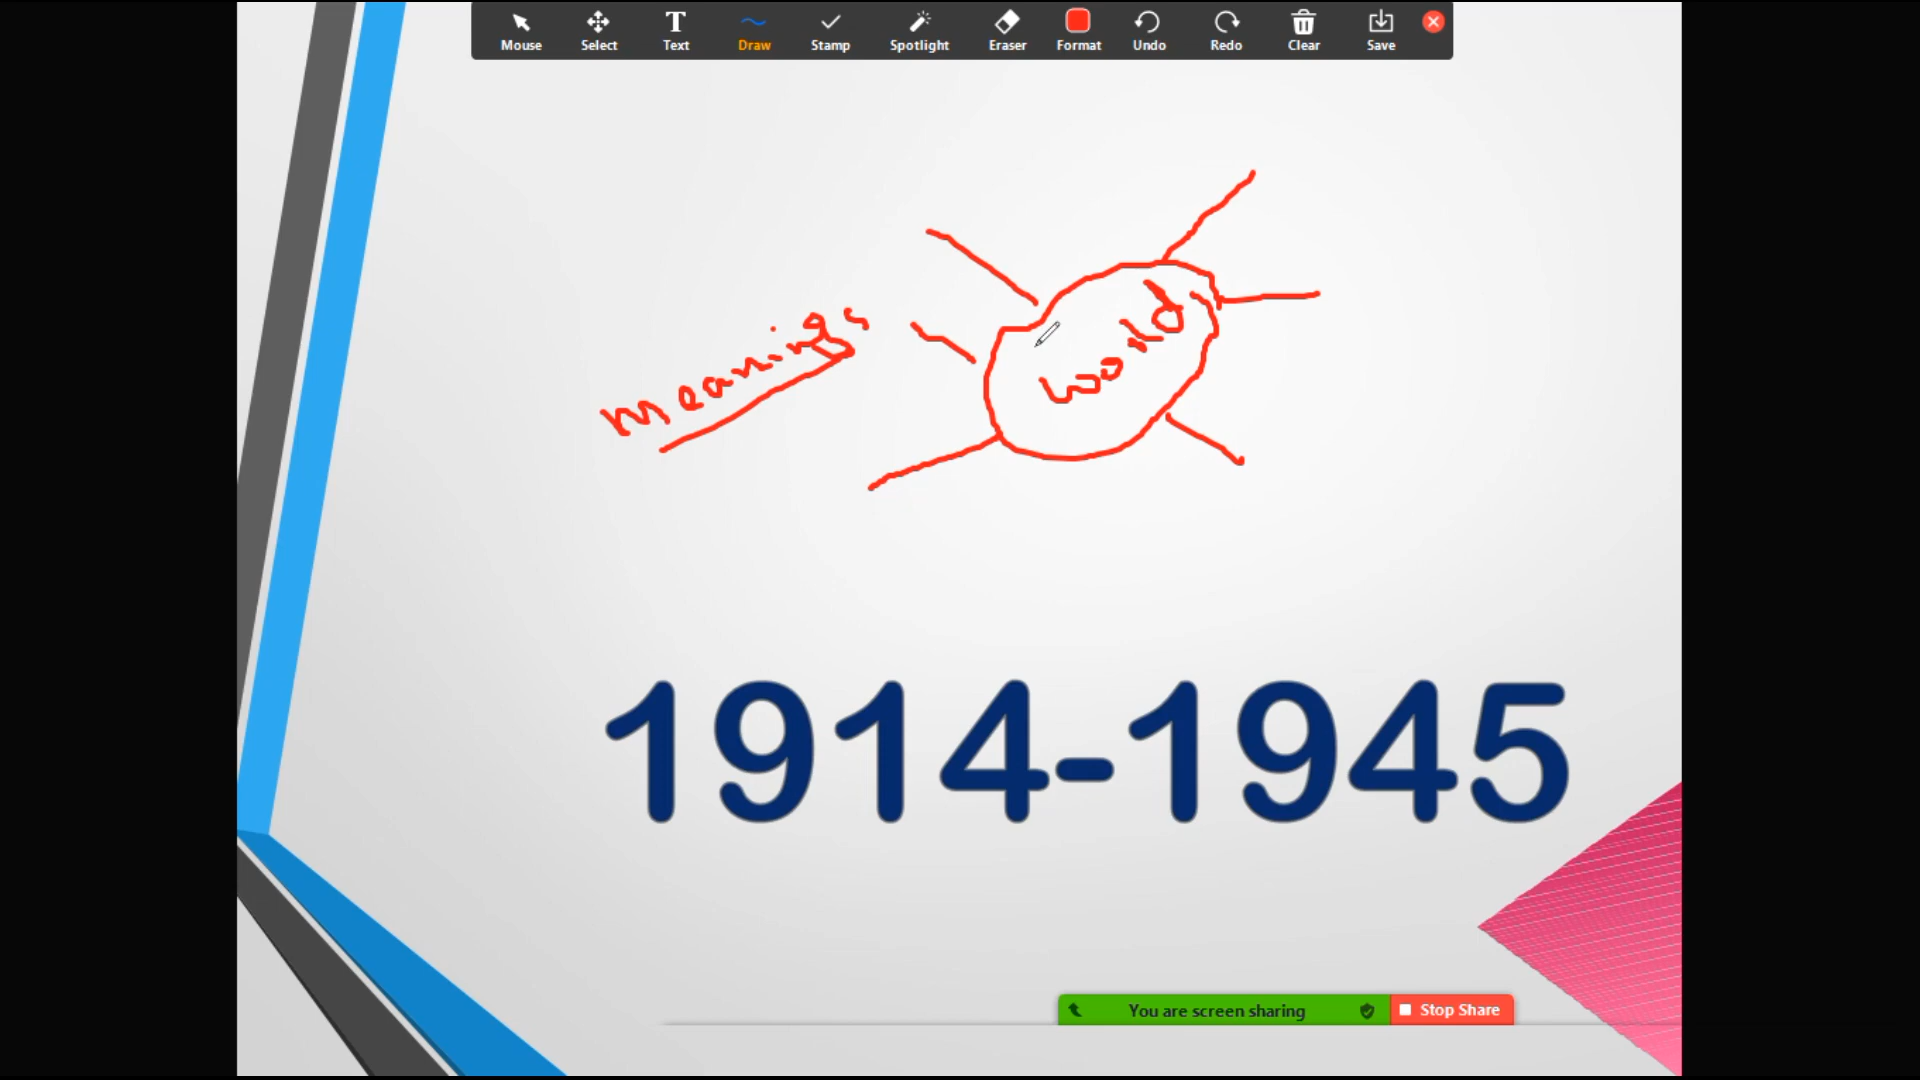 Mouse Select Text Draw Stamp Spotlight Eraser Format Undo Redo Clear Save
meanings
world
1914-1945
You are screen sharing Stop Share